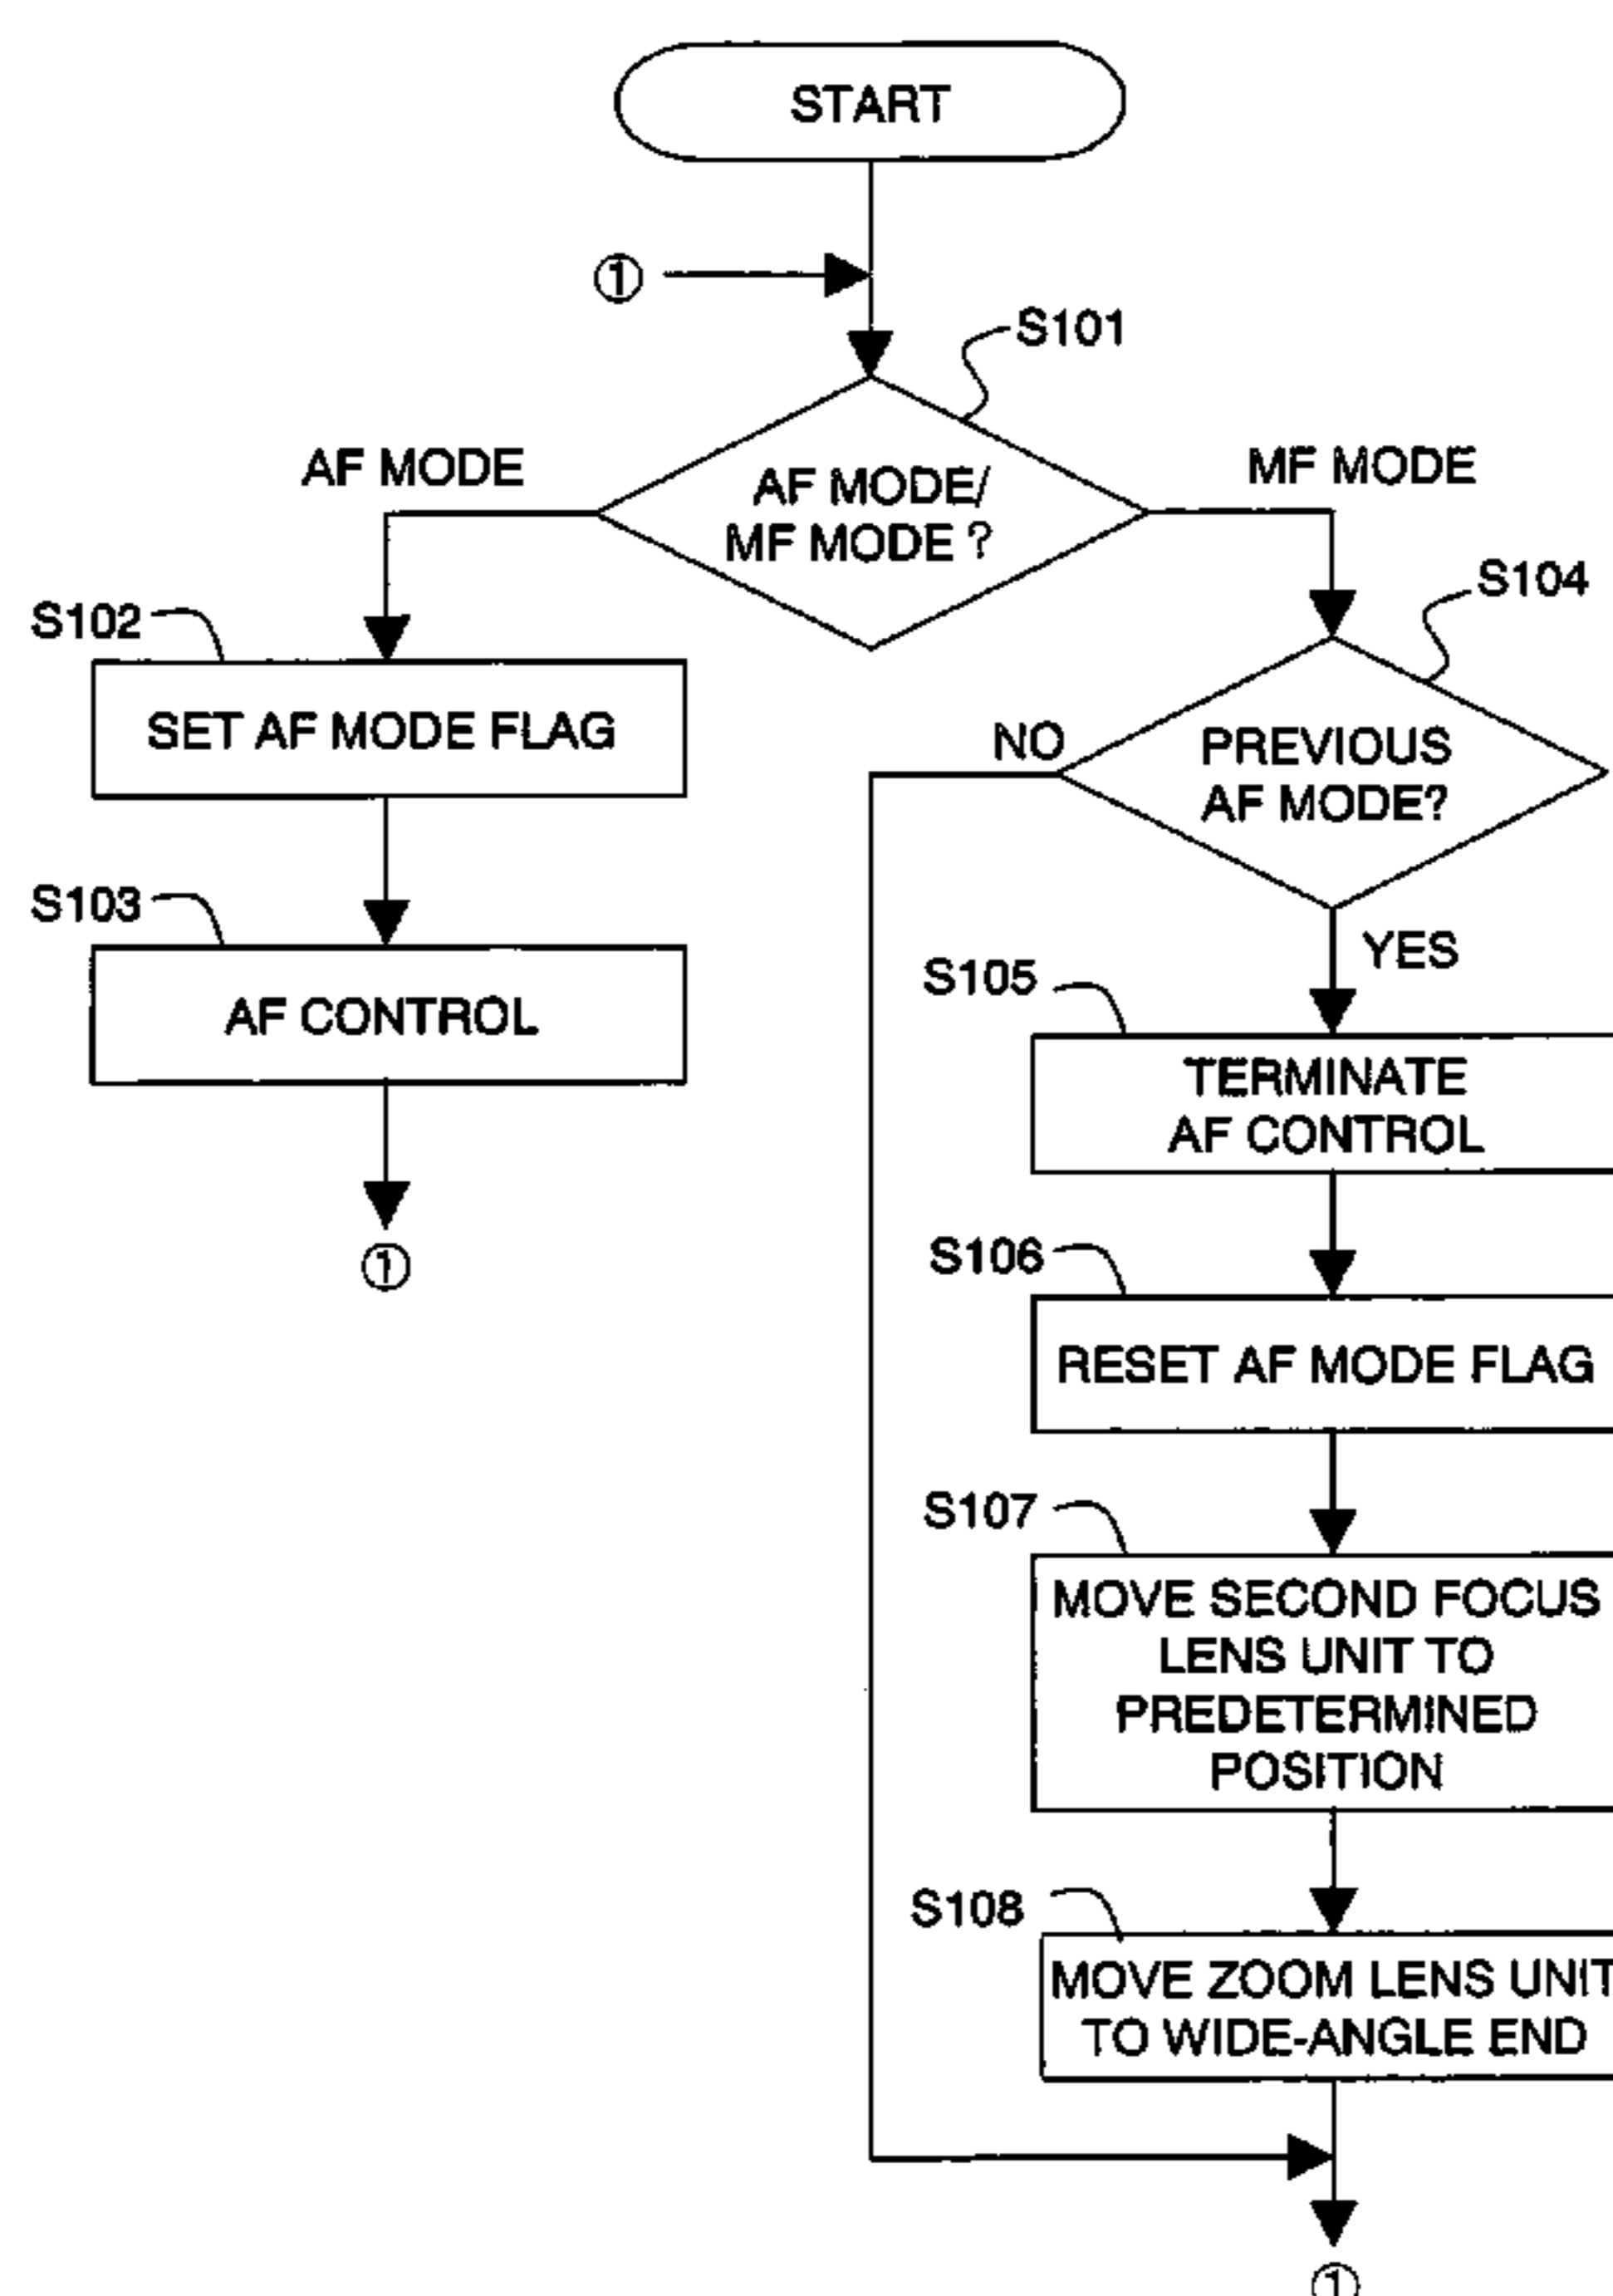 START
①
S101
AF MODE
AF MODE/
MF MODE ?
MF MODE
S102
SET AF MODE FLAG
S103
AF CONTROL
①
S104
PREVIOUS
AF MODE?
NO
YES
S105
TERMINATE
AF CONTROL
S106
RESET AF MODE FLAG
S107
MOVE SECOND FOCUS
LENS UNIT TO
PREDETERMINED
POSITION
S108
MOVE ZOOM LENS UNIT
TO WIDE-ANGLE END
①